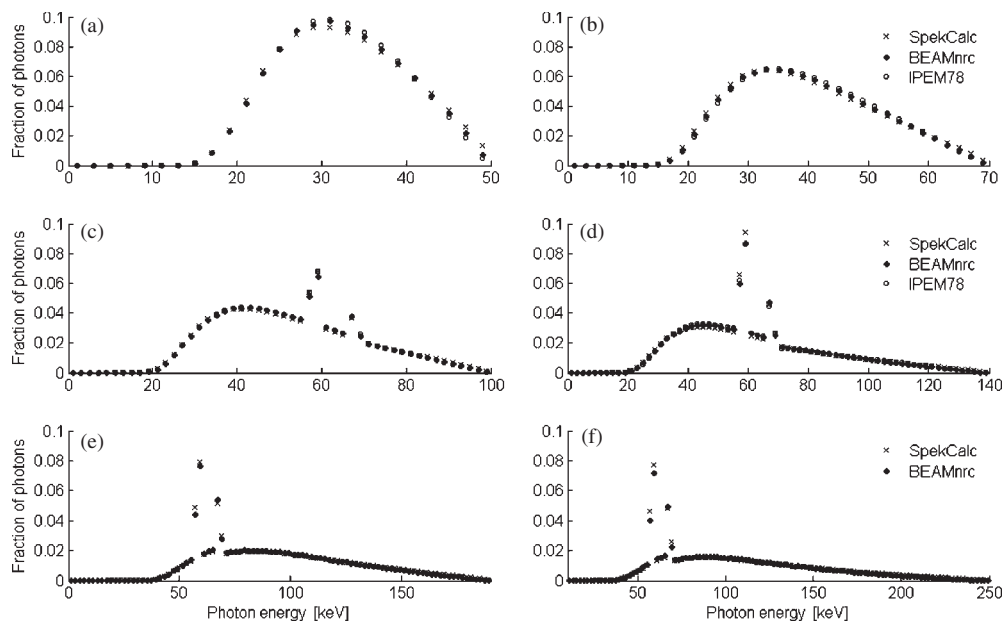 (a)
Fraction of photons
0.1
0.08
0.06
0.04
0.02
0
0 10 20 30 40 50
(b)
SpekCalc
BEAMnrc
IPEM78
0.1
0.08
0.06
0.04
0.02
0
0 10 20 30 40 50 60 70
(c)
Fraction of photons
0.1
0.08
0.06
0.04
0.02
0
0 20 40 60 80 100
(d)
SpekCalc
BEAMnrc
IPEM78
0.1
0.08
0.06
0.04
0.02
0
0 20 40 60 80 100 120 140
(e)
Fraction of photons
0.1
0.08
0.06
0.04
0.02
0
0 50 100 150
Photon energy [keV]
(f)
SpekCalc
BEAMnrc
0.1
0.08
0.06
0.04
0.02
0
50 100 150 200 250
Photon energy [keV]